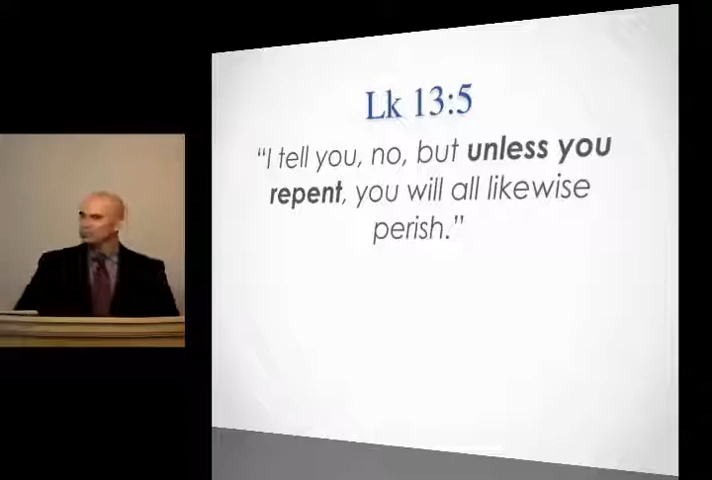 Lk 13:5
“I tell you, no, but unless you
repent, you will all likewise
perish.”